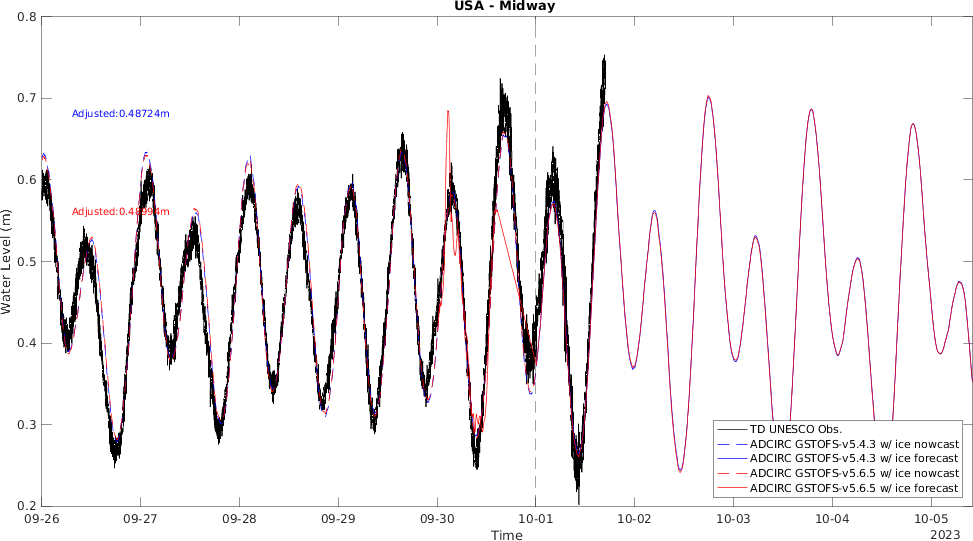 USA - Midway
0.8
0.7
0.6
0.5
0.4
0.3
0.2
Water Level (m)
Adjusted:0.48724m
Adjusted:0.48994m
09-26
09-27
09-28
09-29
09-30
10-01
10-02
10-03
10-04
10-05
Time
2023
TD UNESCO Obs.
ADCIRC GSTOFS-v5.4.3 w/ ice nowcast
ADCIRC GSTOFS-v5.4.3 w/ ice forecast
ADCIRC GSTOFS-v5.6.5 w/ ice nowcast
ADCIRC GSTOFS-v5.6.5 w/ ice forecast